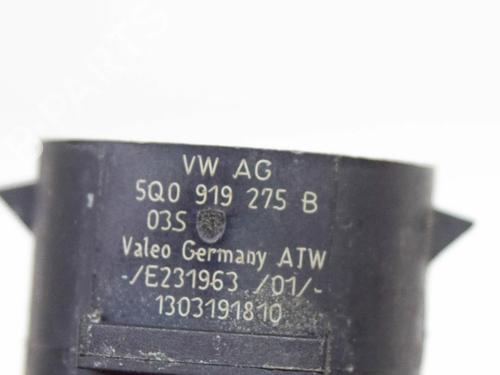 VW AG
5Q0 919 275 B
03S
Valeo Germany ATW
-/E231963 /01/-
1303191810